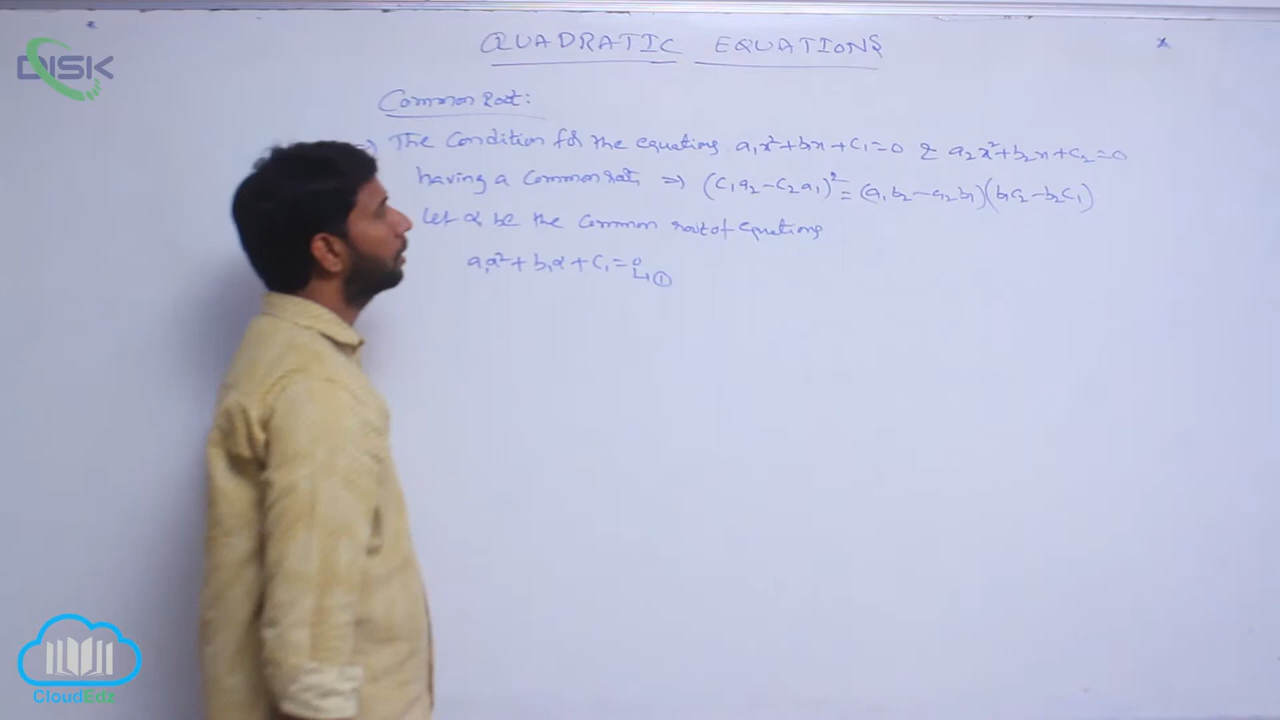 DISK
QUADRATIC EQUATIONS
Common root:
⇒ The Condition for the equations a₁x²+b₁x+c₁=0 & a₂x²+b₂x+c₂=0
having a Common root, ⇒ (c₁a₂-c₂a₁)²=(a₁b₂-a₂b₁)(b₁c₂-b₂c₁)
Let α be the Common root of equations
a₁α²+b₁α+c₁=0
↳①
CloudEdz